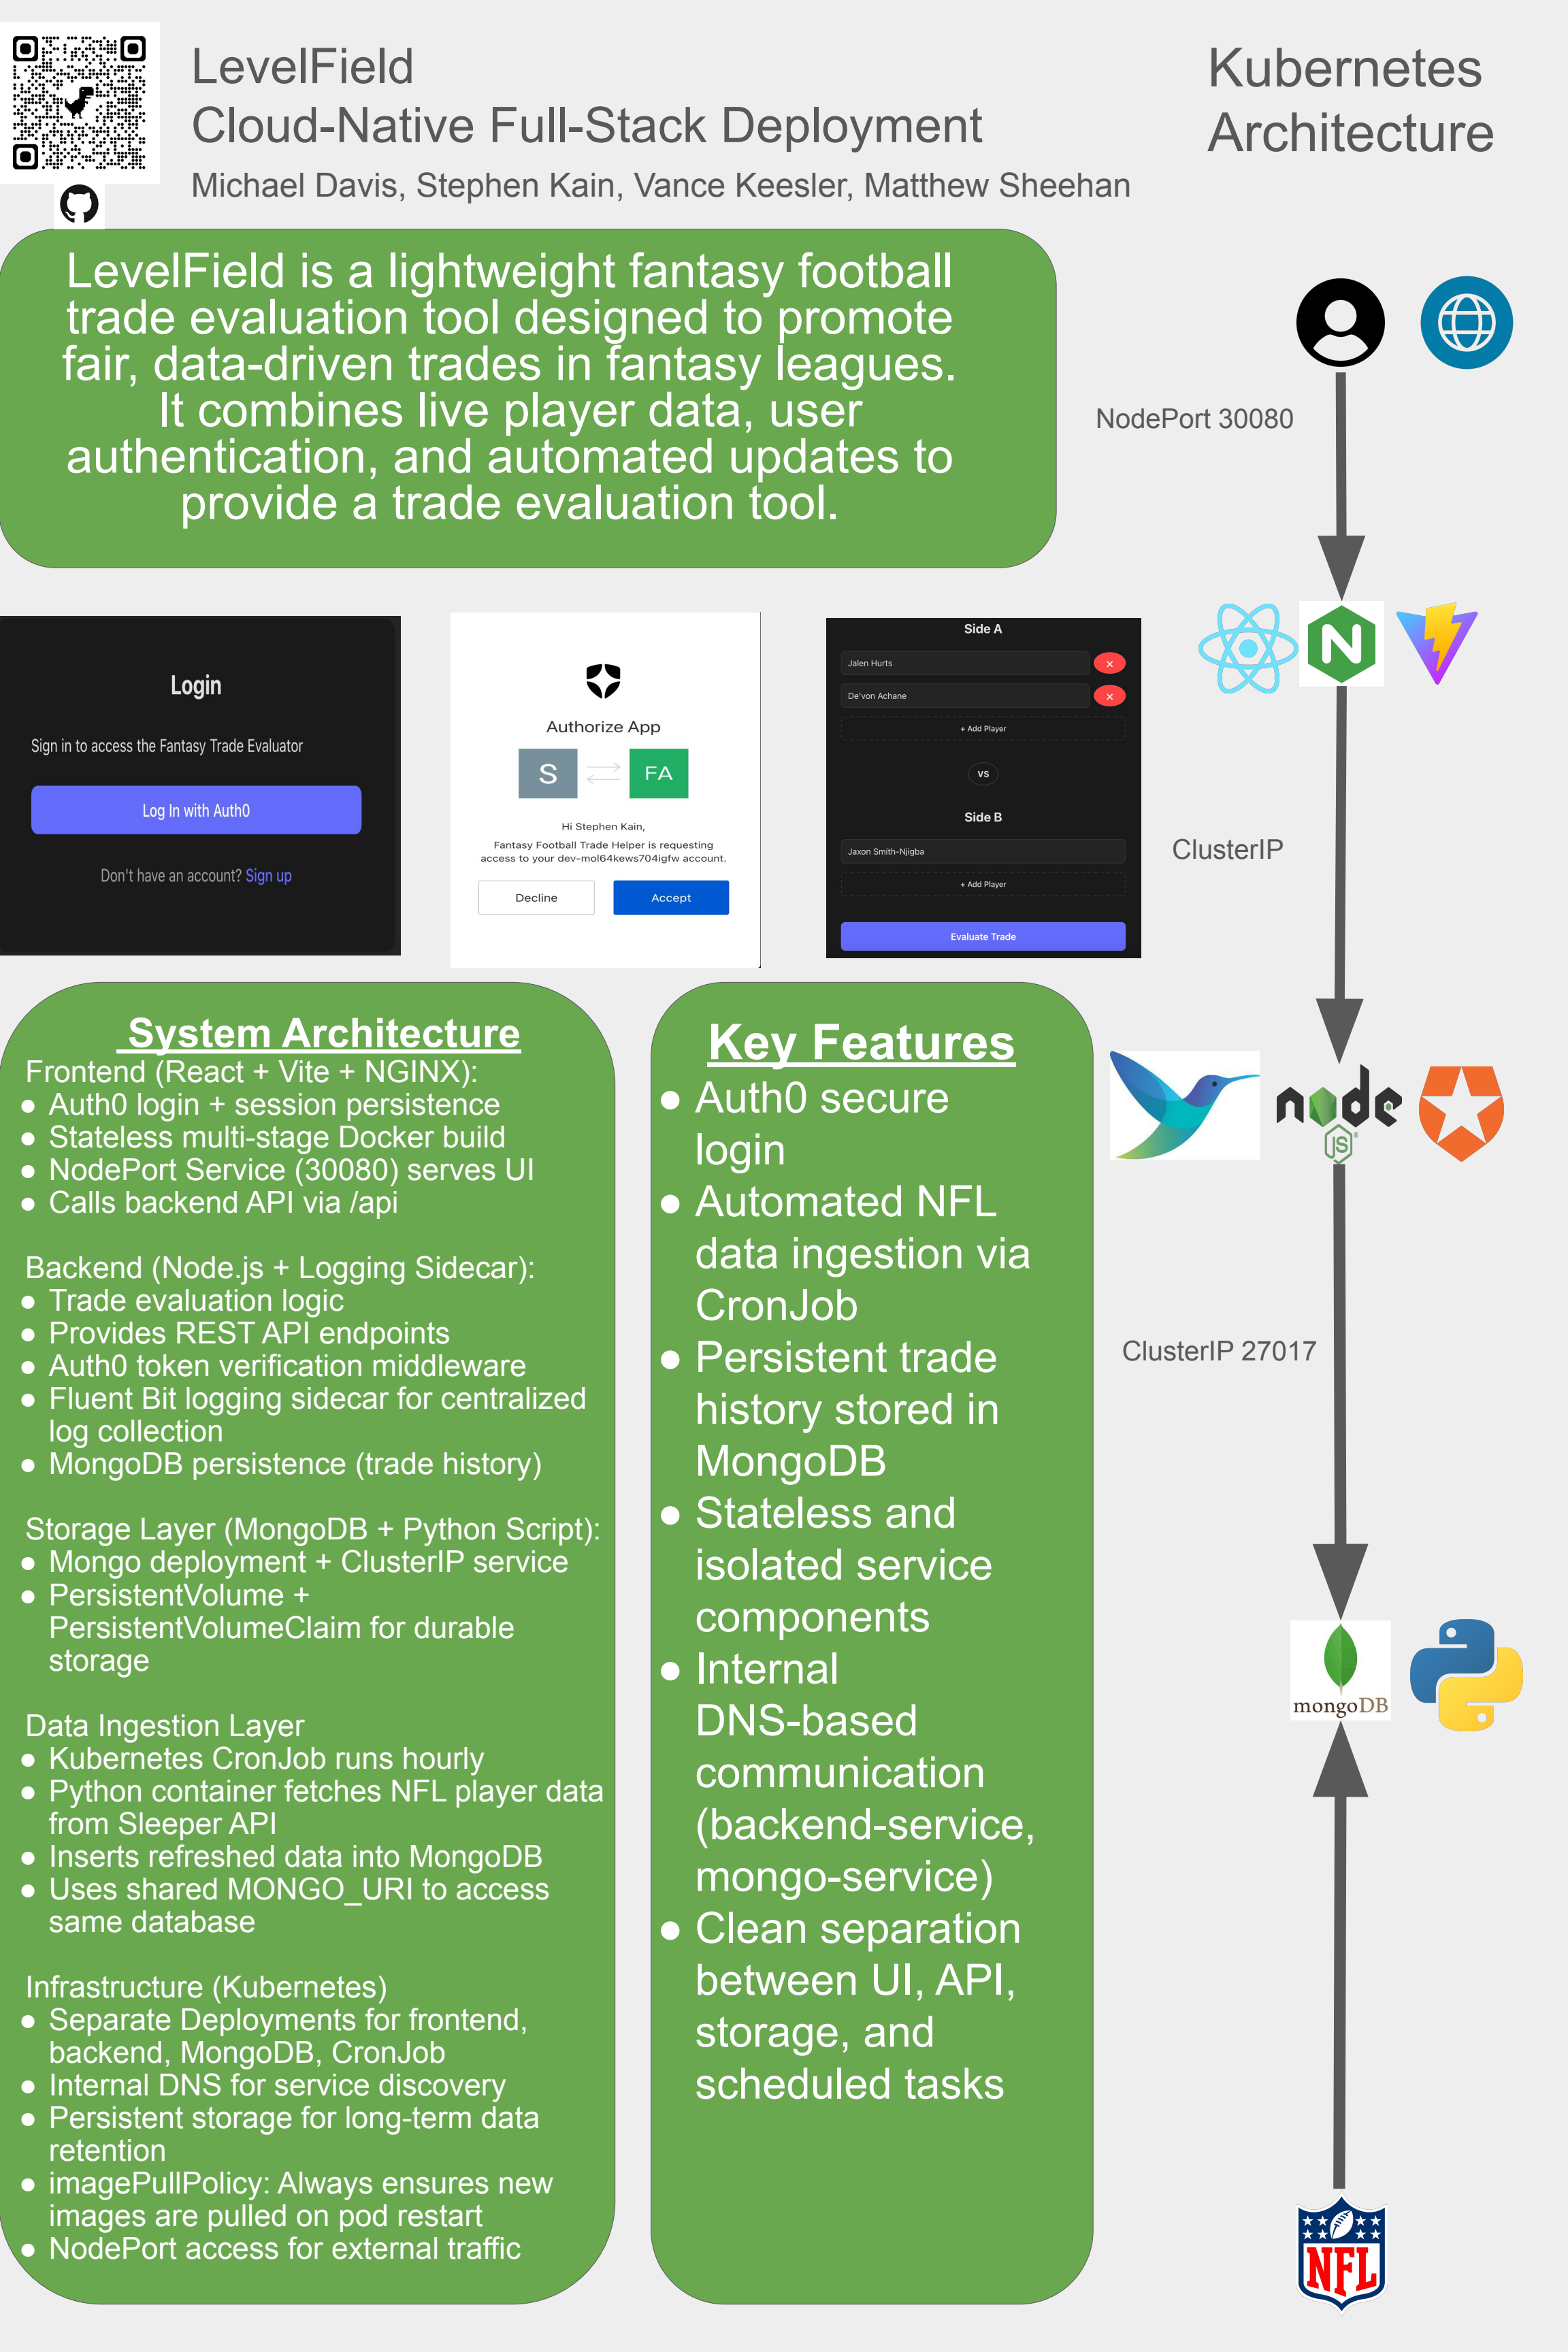 LevelField
Cloud-Native Full-Stack Deployment
Michael Davis, Stephen Kain, Vance Keesler, Matthew Sheehan
Kubernetes
Architecture
LevelField is a lightweight fantasy football
trade evaluation tool designed to promote
fair, data-driven trades in fantasy leagues.
It combines live player data, user
authentication, and automated updates to
provide a trade evaluation tool.
NodePort 30080
Login
Sign in to access the Fantasy Trade Evaluator
Log In with Auth0
Don't have an account? Sign up
Authorize App
S
FA
Hi Stephen Kain,
Fantasy Football Trade Helper is requesting
access to your dev-mol64kews704igfw account.
Decline
Accept
Side A
Jalen Hurts
×
De'von Achane
×
+ Add Player
VS
Side B
Jaxon Smith-Njigba
+ Add Player
Evaluate Trade
N
ClusterIP
System Architecture
Frontend (React + Vite + NGINX):
● Auth0 login + session persistence
● Stateless multi-stage Docker build
● NodePort Service (30080) serves UI
● Calls backend API via /api
Backend (Node.js + Logging Sidecar):
● Trade evaluation logic
● Provides REST API endpoints
● Auth0 token verification middleware
● Fluent Bit logging sidecar for centralized
log collection
● MongoDB persistence (trade history)
Storage Layer (MongoDB + Python Script):
● Mongo deployment + ClusterIP service
● PersistentVolume +
PersistentVolumeClaim for durable
storage
Data Ingestion Layer
● Kubernetes CronJob runs hourly
● Python container fetches NFL player data
from Sleeper API
● Inserts refreshed data into MongoDB
● Uses shared MONGO_URI to access
same database
Infrastructure (Kubernetes)
● Separate Deployments for frontend,
backend, MongoDB, CronJob
● Internal DNS for service discovery
● Persistent storage for long-term data
retention
● imagePullPolicy: Always ensures new
images are pulled on pod restart
● NodePort access for external traffic
Key Features
● Auth0 secure
login
● Automated NFL
data ingestion via
CronJob
● Persistent trade
history stored in
MongoDB
● Stateless and
isolated service
components
● Internal
DNS-based
communication
(backend-service,
mongo-service)
● Clean separation
between UI, API,
storage, and
scheduled tasks
node
JS
®
ClusterIP 27017
mongoDB
NFL